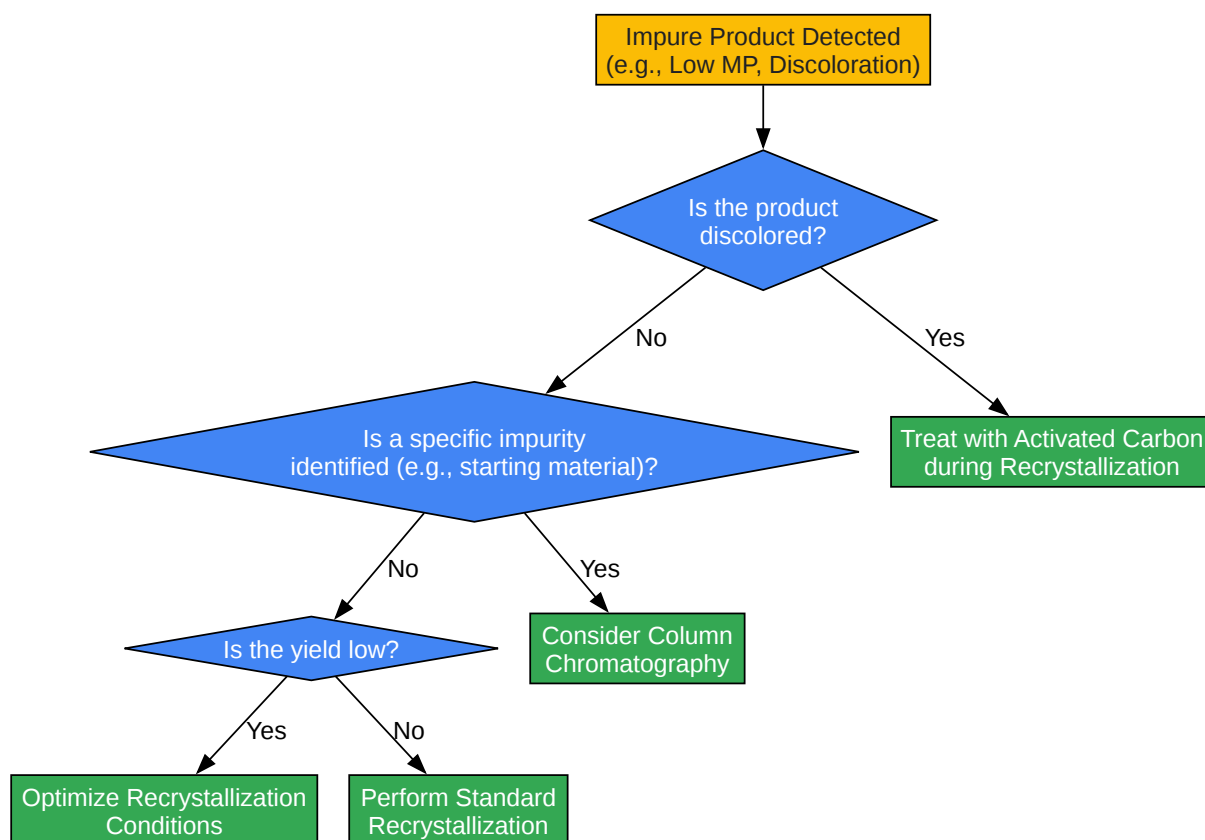 Impure Product Detected
(e.g., Low MP, Discoloration)
Is the product
discolored?
No
Yes
Is a specific impurity
identified (e.g., starting material)?
Treat with Activated Carbon
during Recrystallization
No
Yes
Is the yield low?
Consider Column
Chromatography
Yes
No
Optimize Recrystallization
Conditions
Perform Standard
Recrystallization